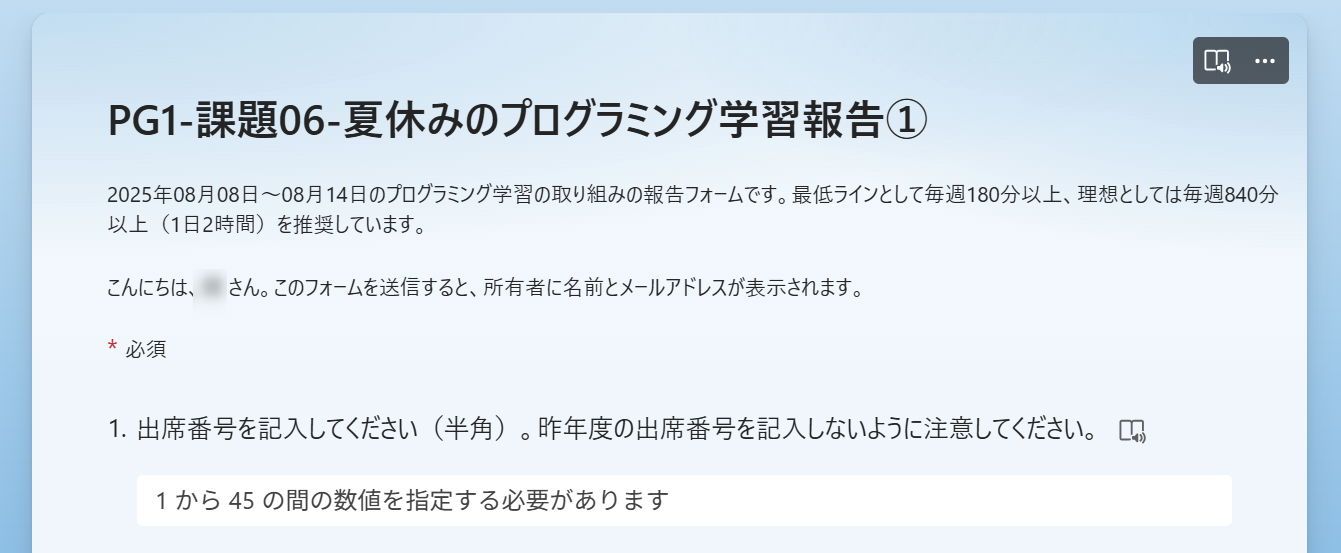 PG1-課題06-夏休みのプログラミング学習報告①
2025年08月08日～08月14日のプログラミング学習の取り組みの報告フォームです。最低ラインとして毎週180分以上、理想としては毎週840分
以上（1日2時間）を推奨しています。
こんにちは、 さん。このフォームを送信すると、所有者に名前とメールアドレスが表示されます。
* 必須
1. 出席番号を記入してください（半角）。昨年度の出席番号を記入しないように注意してください。
1 から 45 の間の数値を指定する必要があります